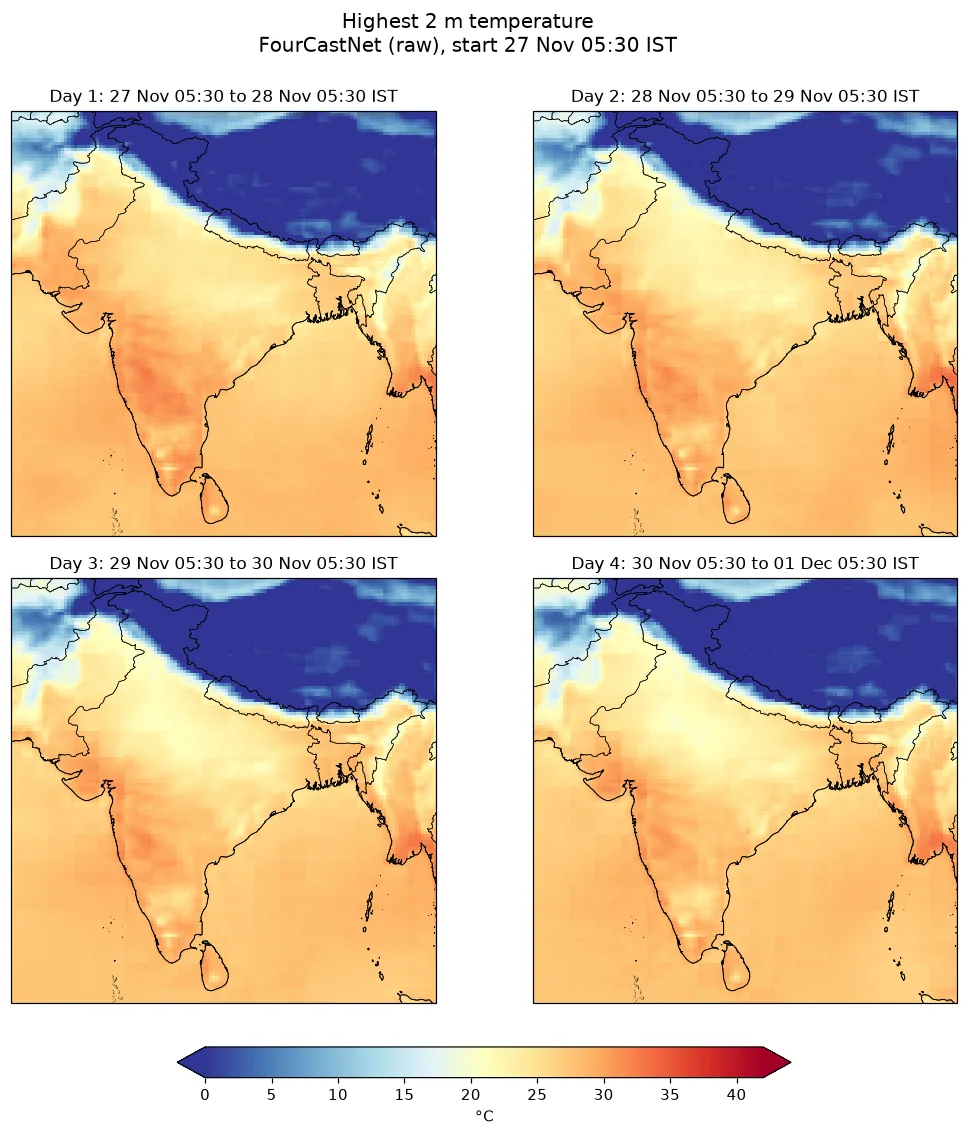 Highest 2 m temperature
FourCastNet (raw), start 27 Nov 05:30 IST
Day 1: 27 Nov 05:30 to 28 Nov 05:30 IST
Day 2: 28 Nov 05:30 to 29 Nov 05:30 IST
Day 3: 29 Nov 05:30 to 30 Nov 05:30 IST
Day 4: 30 Nov 05:30 to 01 Dec 05:30 IST
0 5 10 15 20 25 30 35 40
°C